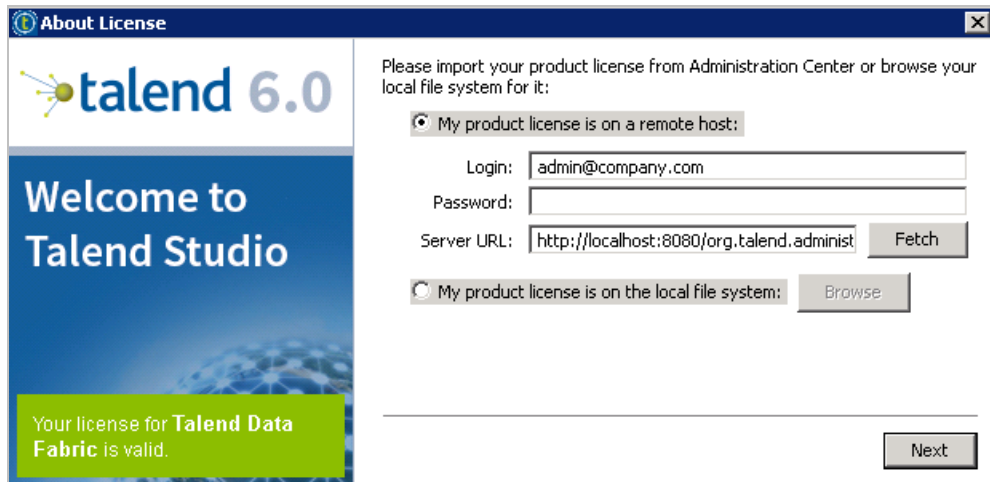 About License
talend 6.0
Welcome to
Talend Studio
Your license for Talend Data
Fabric is valid.
Please import your product license from Administration Center or browse your
local file system for it:
My product license is on a remote host:
Login: admin@company.com
Password:
Server URL: http://localhost:8080/org.talend.administ Fetch
My product license is on the local file system: Browse
Next